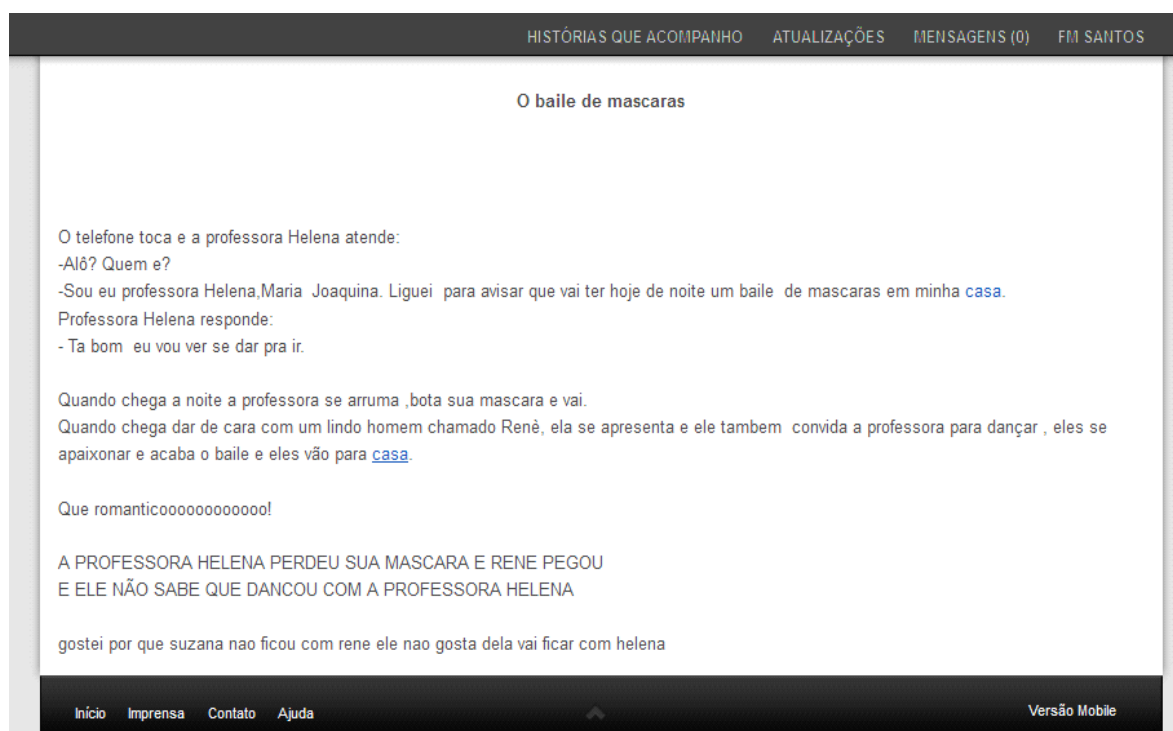 HISTÓRIAS QUE ACOMPANHO ATUALIZAÇÕES MENSAGENS (0) FM SANTOS
O baile de mascaras
O telefone toca e a professora Helena atende:
-Alô? Quem e?
-Sou eu professora Helena,Maria Joaquina. Liguei para avisar que vai ter hoje de noite um baile de mascaras em minha casa.
Professora Helena responde:
- Ta bom eu vou ver se dar pra ir.
Quando chega a noite a professora se arruma ,bota sua mascara e vai.
Quando chega dar de cara com um lindo homem chamado Renè, ela se apresenta e ele tambem convida a professora para dançar , eles se
apaixonar e acaba o baile e eles vão para casa.
Que romanticoooooooooooo!
A PROFESSORA HELENA PERDEU SUA MASCARA E RENE PEGOU
E ELE NÃO SABE QUE DANCOU COM A PROFESSORA HELENA
gostei por que suzana nao ficou com rene ele nao gosta dela vai ficar com helena
Início Imprensa Contato Ajuda Versão Mobile